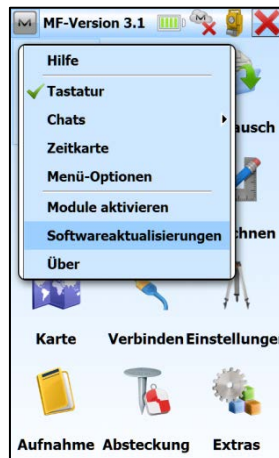 MF-Version 3.1
Hilfe
Tastatur
Chats
Zeitkarte
Menü-Optionen
Module aktivieren
Softwareaktualisierungen
Über
Karte Verbinden Einstellunge
Aufnahme Absteckung Extras